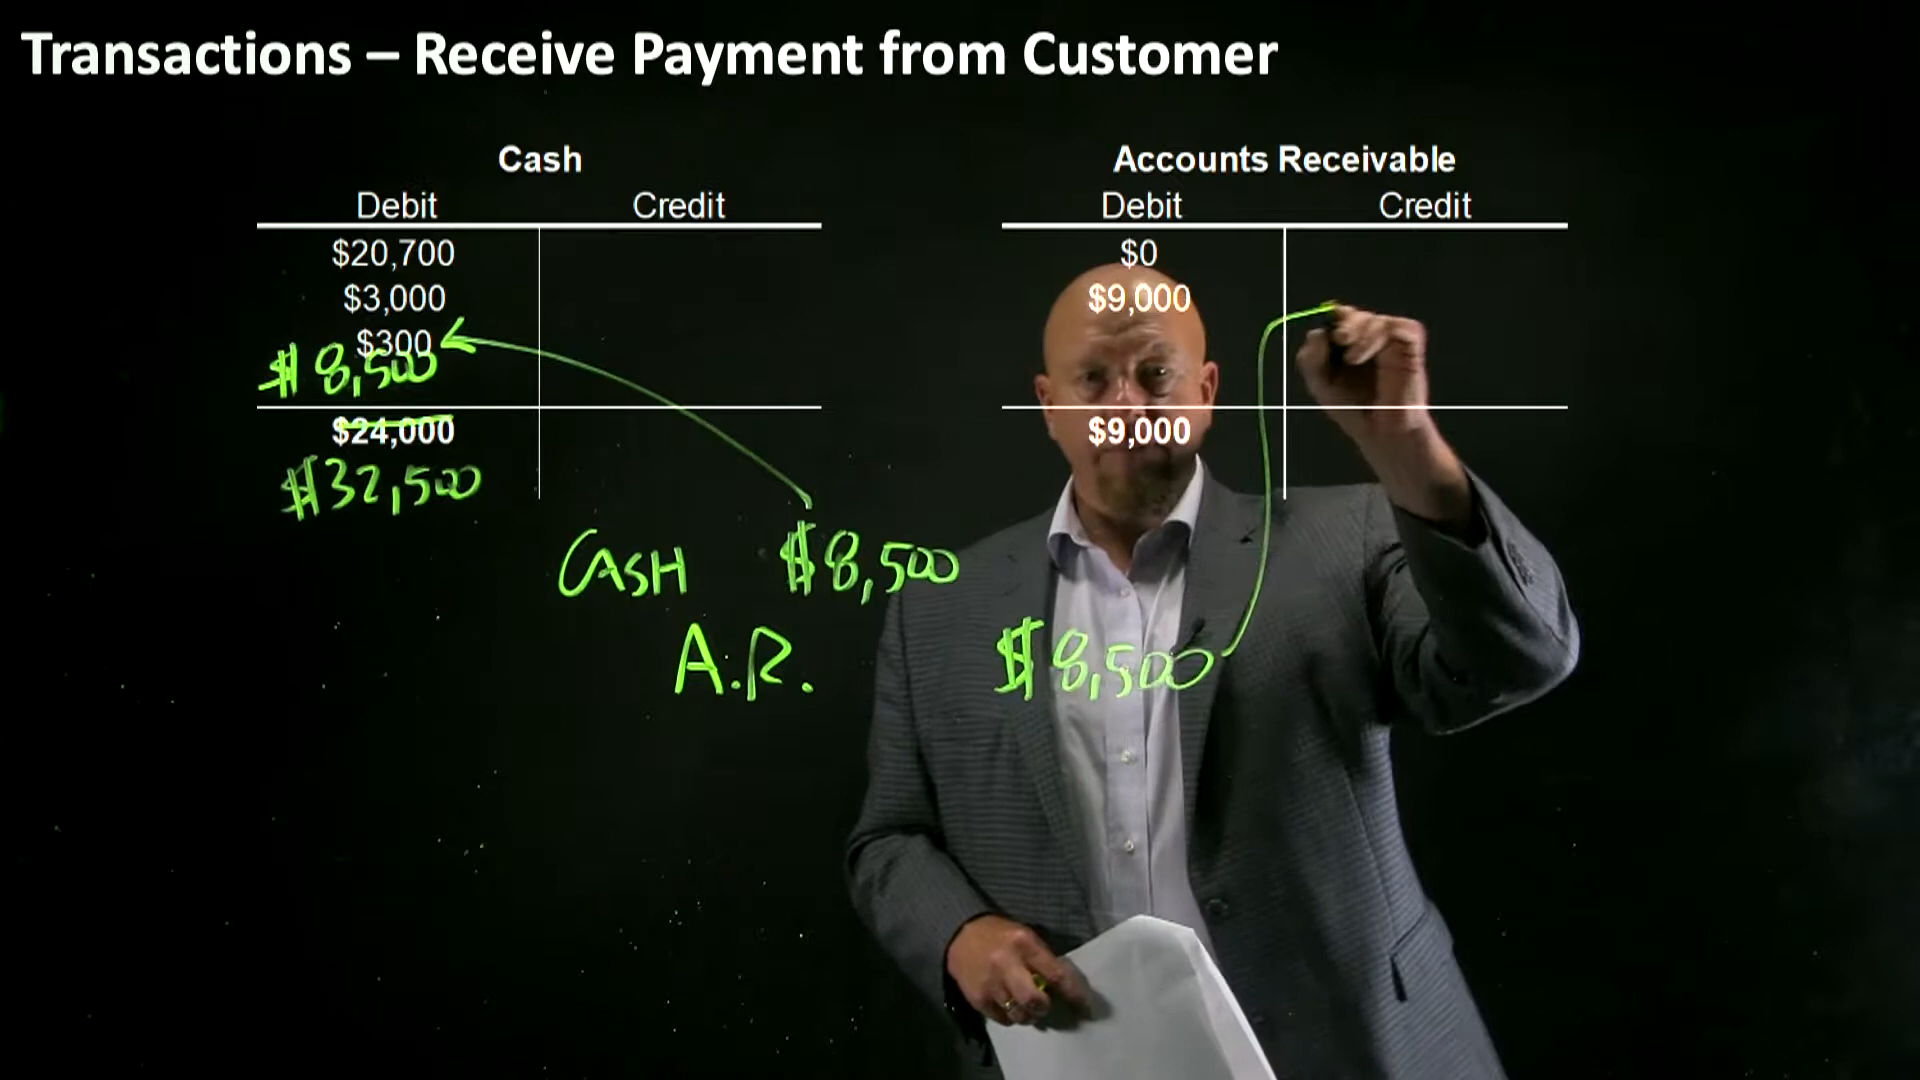 Transactions – Receive Payment from Customer
Cash
Debit Credit
$20,700
$3,000
$300
$8,500
$24,000
$32,500
Accounts Receivable
Debit Credit
$0
$9,000
$9,000
CASH $8,500
A.R. $8,500